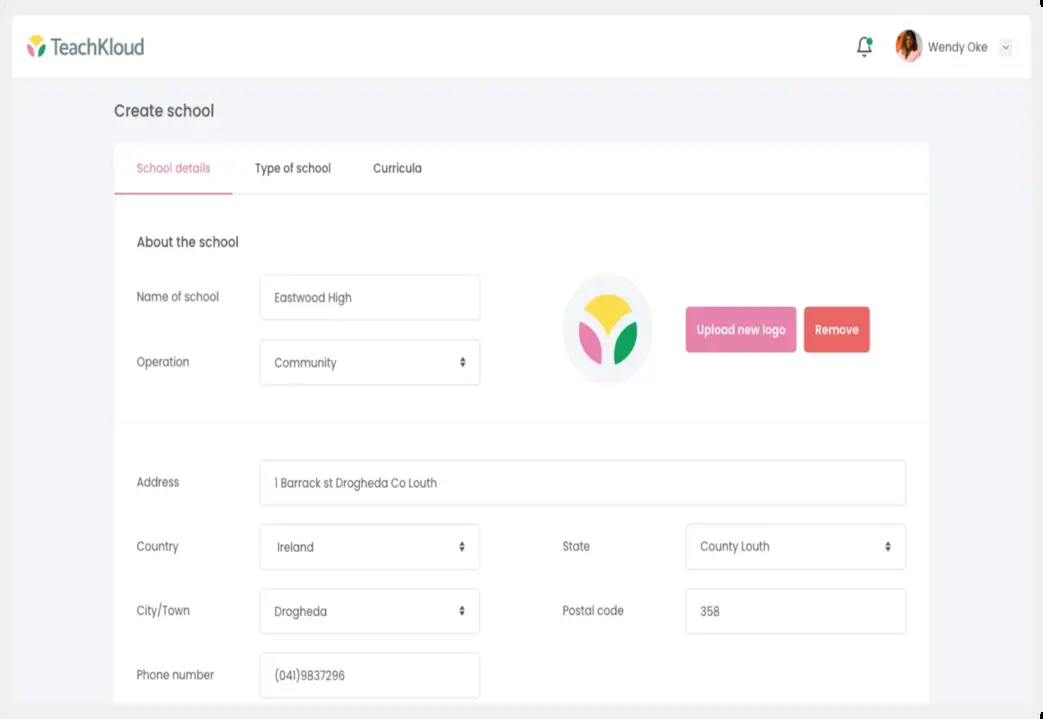 TeachKloud
Wendy Oke
Create school
School details Type of school Curricula
About the school
Name of school Eastwood High
Upload new logo Remove
Operation Community
Address 1 Barrack st Drogheda Co Louth
Country Ireland State County Louth
City/Town Drogheda Postal code 358
Phone number (041)9837296